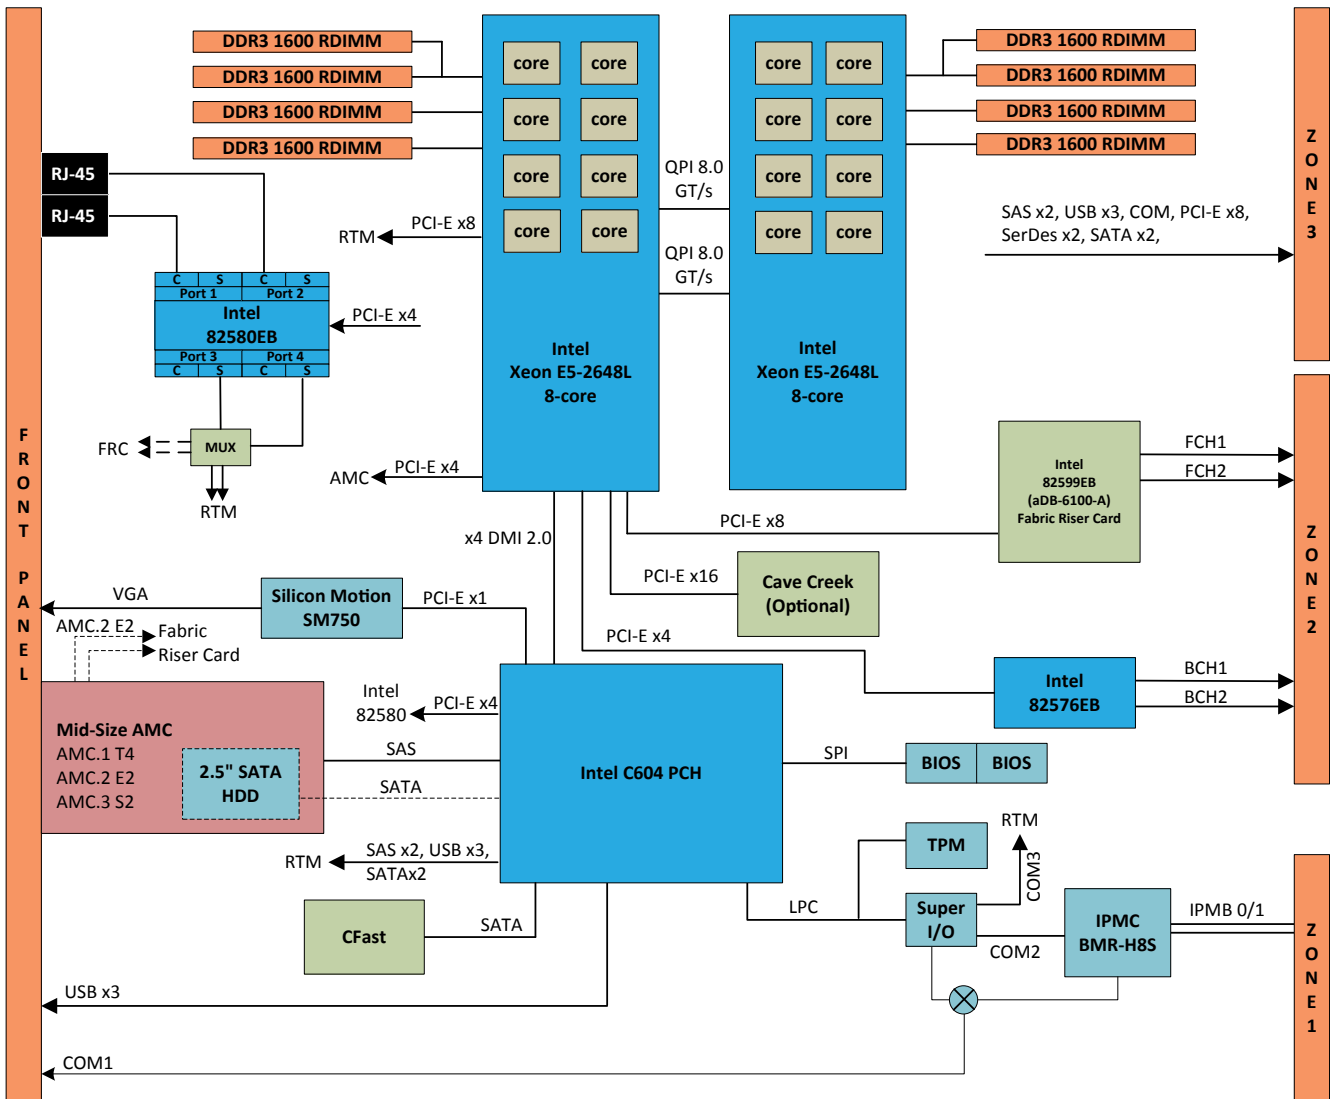 DDR3 1600 RDIMM
DDR3 1600 RDIMM
DDR3 1600 RDIMM
DDR3 1600 RDIMM
core core
core core
core core
core core
Intel
Xeon E5-2648L
8-core
QPI 8.0
GT/s
QPI 8.0
GT/s
core core
core core
core core
core core
Intel
Xeon E5-2648L
8-core
DDR3 1600 RDIMM
DDR3 1600 RDIMM
DDR3 1600 RDIMM
DDR3 1600 RDIMM
ZONE3
SAS x2, USB x3, COM, PCI-E x8,
SerDes x2, SATA x2,
RJ-45
RJ-45
RTM
PCI-E x8
C S C S
Port 1 Port 2
Intel
82580EB
Port 3 Port 4
C S C S
PCI-E x4
MUX
FRC
RTM
AMC
PCI-E x4
FRONT PANEL
x4 DMI 2.0
PCI-E x8
Intel
82599EB
(aDB-6100-A)
Fabric Riser Card
FCH1
FCH2
ZONE2
PCI-E x16
Cave Creek
(Optional)
PCI-E x4
Intel
82576EB
BCH1
BCH2
VGA
Silicon Motion
SM750
PCI-E x1
AMC.2 E2
Fabric
Riser Card
Intel
82580
PCI-E x4
Mid-Size AMC
AMC.1 T4
AMC.2 E2
AMC.3 S2
2.5" SATA
HDD
SAS
SATA
Intel C604 PCH
SPI
BIOS BIOS
RTM
SAS x2, USB x3,
SATAx2
CFast
SATA
LPC
TPM
Super
I/O
RTM
COM3
COM2
IPMC
BMR-H8S
IPMB 0/1
ZONE1
USB x3
COM1